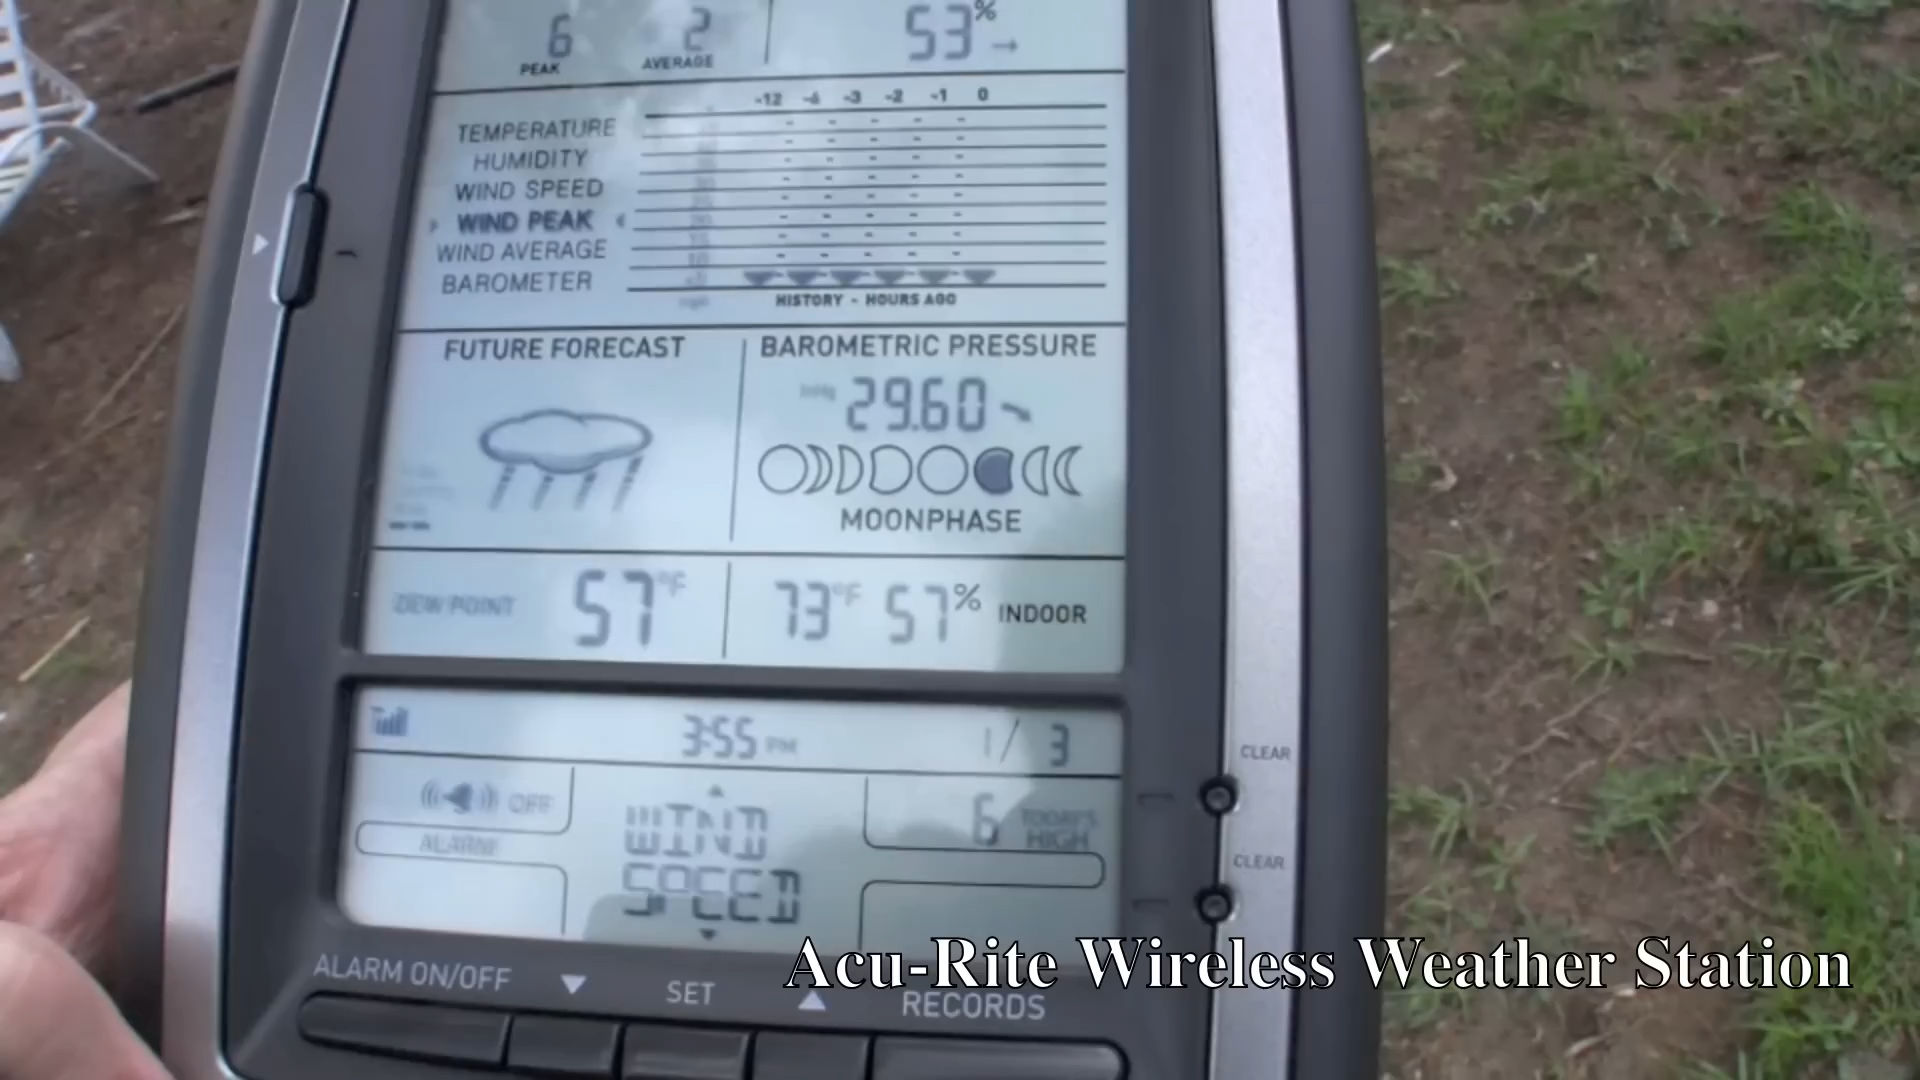 6 2 53%
PEAK AVERAGE
-12 -6 -3 -2 -1 0
TEMPERATURE
HUMIDITY
WIND SPEED
WIND PEAK
WIND AVERAGE
BAROMETER
HISTORY - HOURS AGO
FUTURE FORECAST
BAROMETRIC PRESSURE
inHg 29.60
MOONPHASE
DEW POINT 57°F
73°F 57% INDOOR
3:55 PM 1/3
OFF
ALARM
WIND
SPEED
6 TODAY'S
HIGH
CLEAR
CLEAR
ALARM ON/OFF SET RECORDS
Acu-Rite Wireless Weather Station